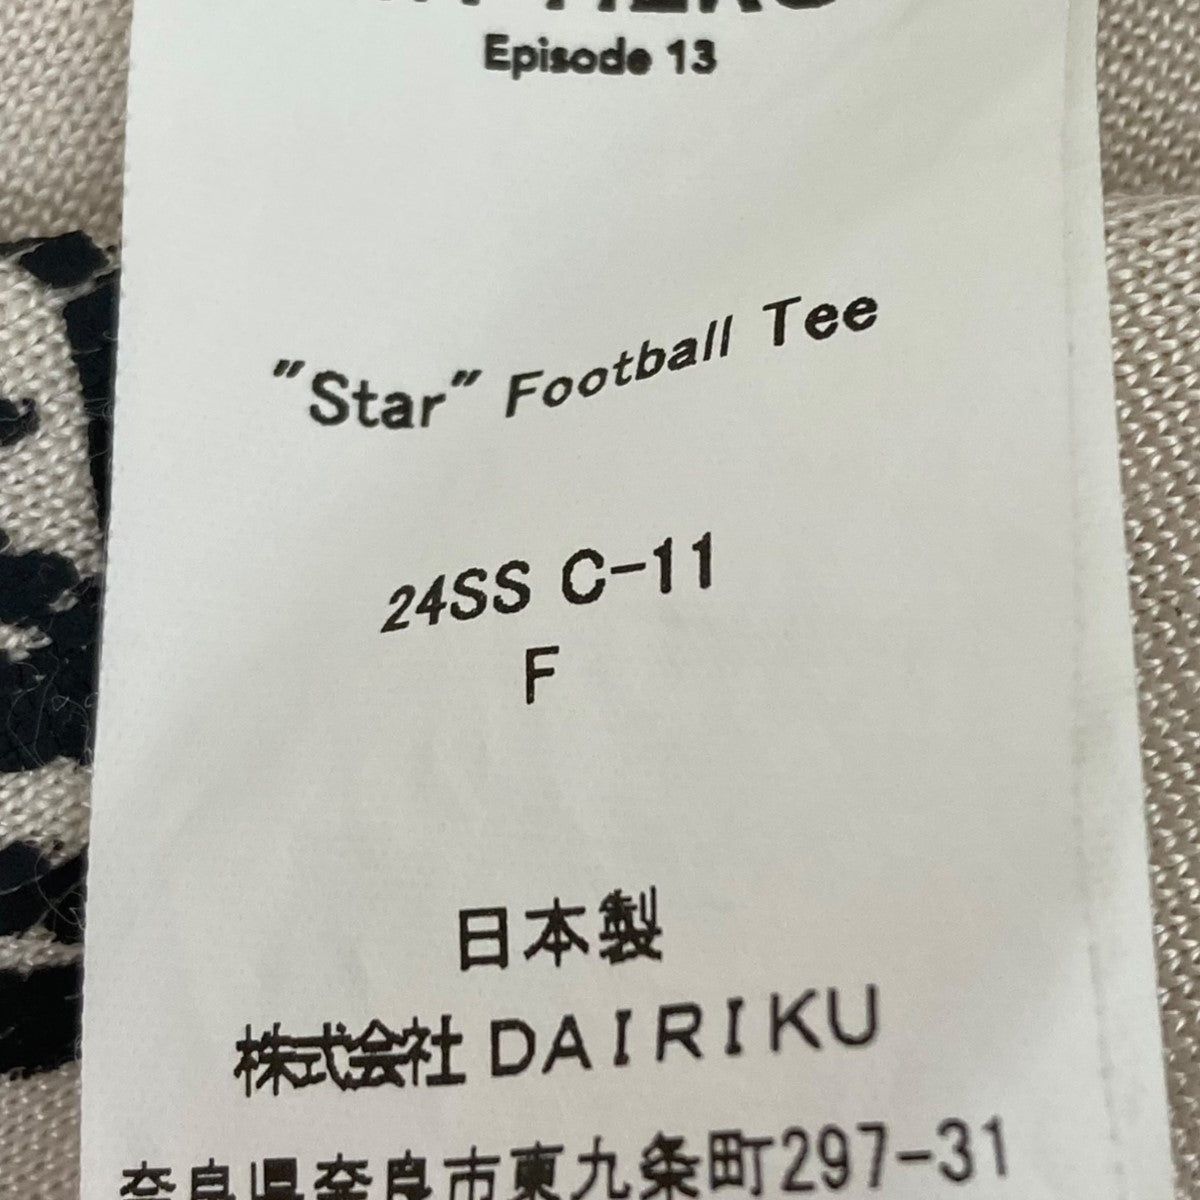 Episode 13
"Star" Football Tee
24SS C-11
F
日本製
株式会社 DAIRIKU
奈良県奈良市東九条町297-31